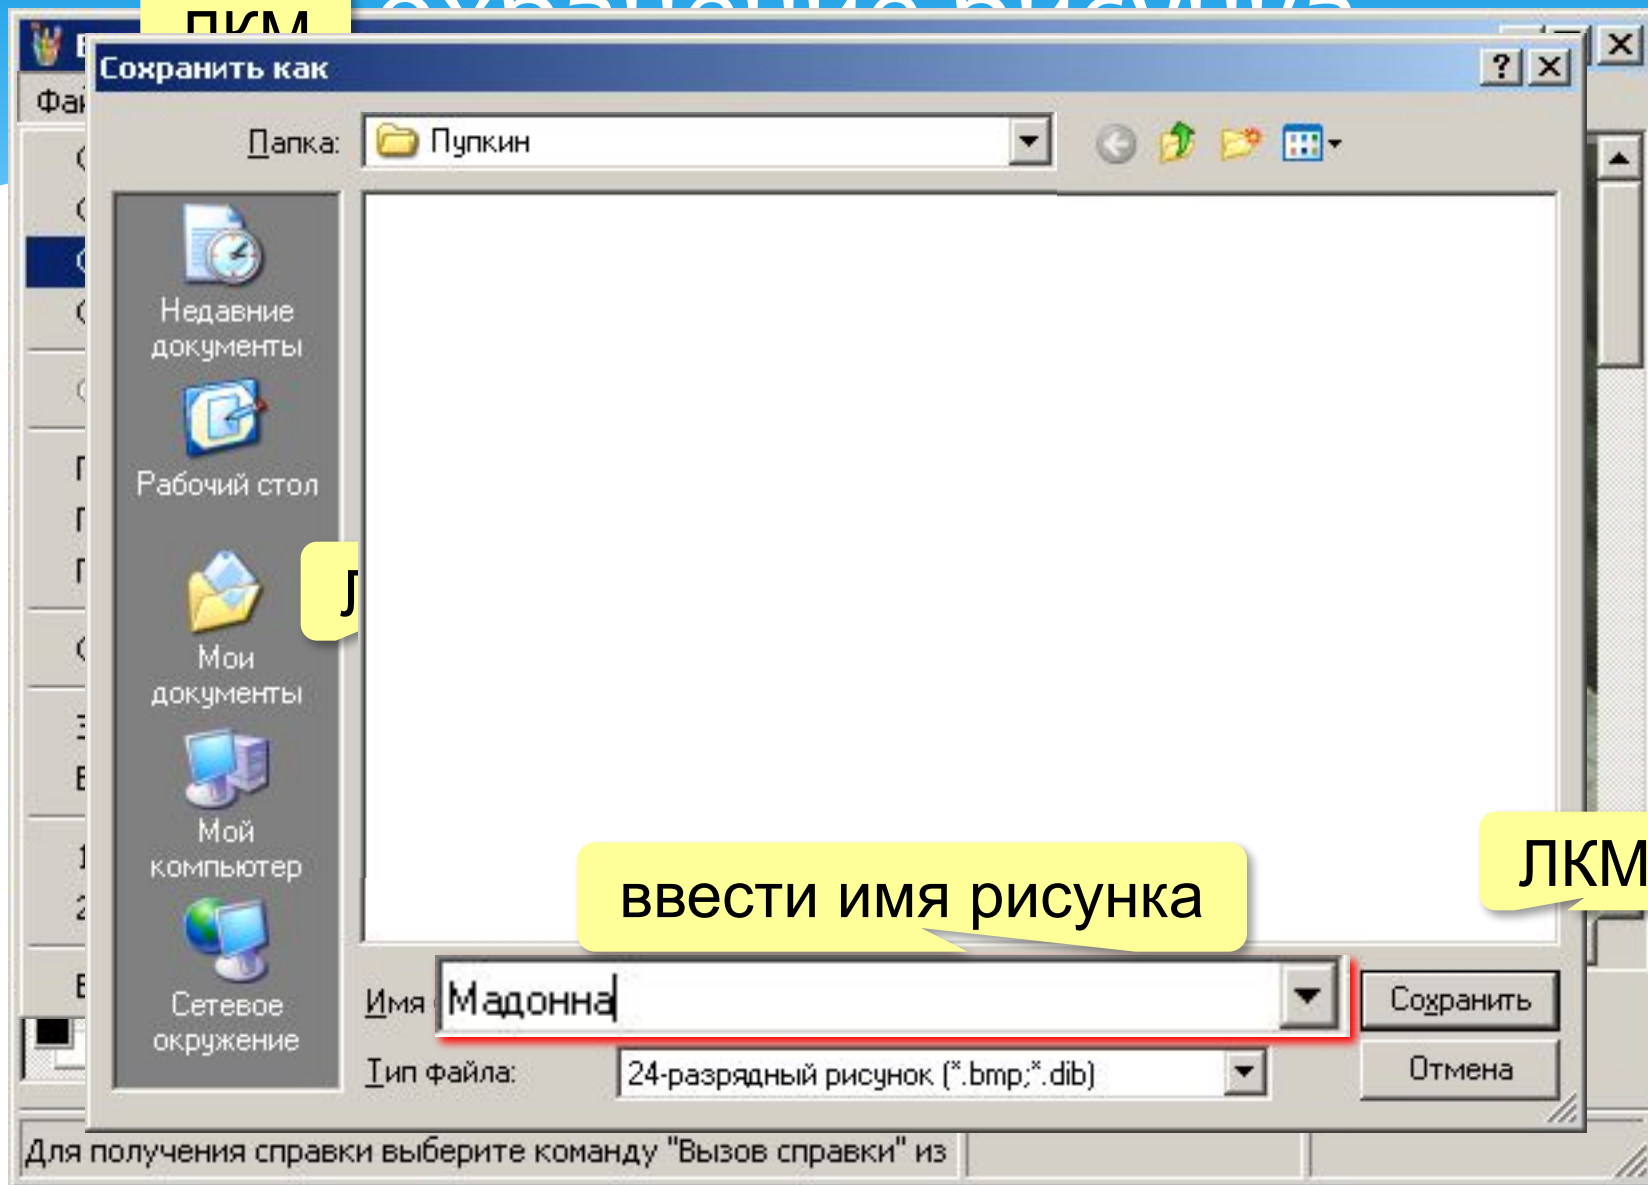 ЛКМ
рисунка
Сохранить как
Папка:
Пупкин
Недавние
документы
Рабочий стол
Мои
документы
Мой
компьютер
Сетевое
окружение
ввести имя рисунка
ЛКМ
Имя
Мадонна
Сохранить
Тип файла:
24-разрядный рисунок (*.bmp;*.dib)
Отмена
Для получения справки выберите команду "Вызов справки" из